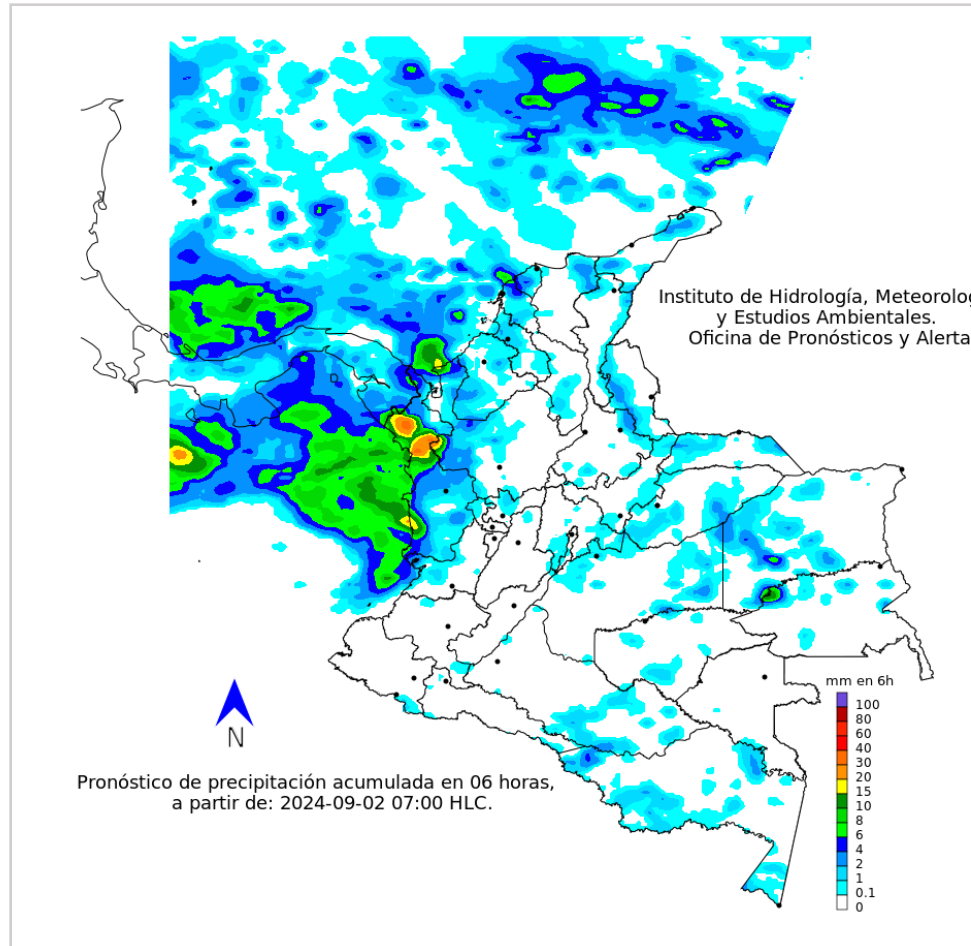 Instituto de Hidrología, Meteorolog
y Estudios Ambientales.
Oficina de Pronósticos y Alerta
mm en 6h
100
80
60
40
30
20
15
10
8
6
4
2
1
0.1
0
N
Pronóstico de precipitación acumulada en 06 horas,
a partir de: 2024-09-02 07:00 HLC.